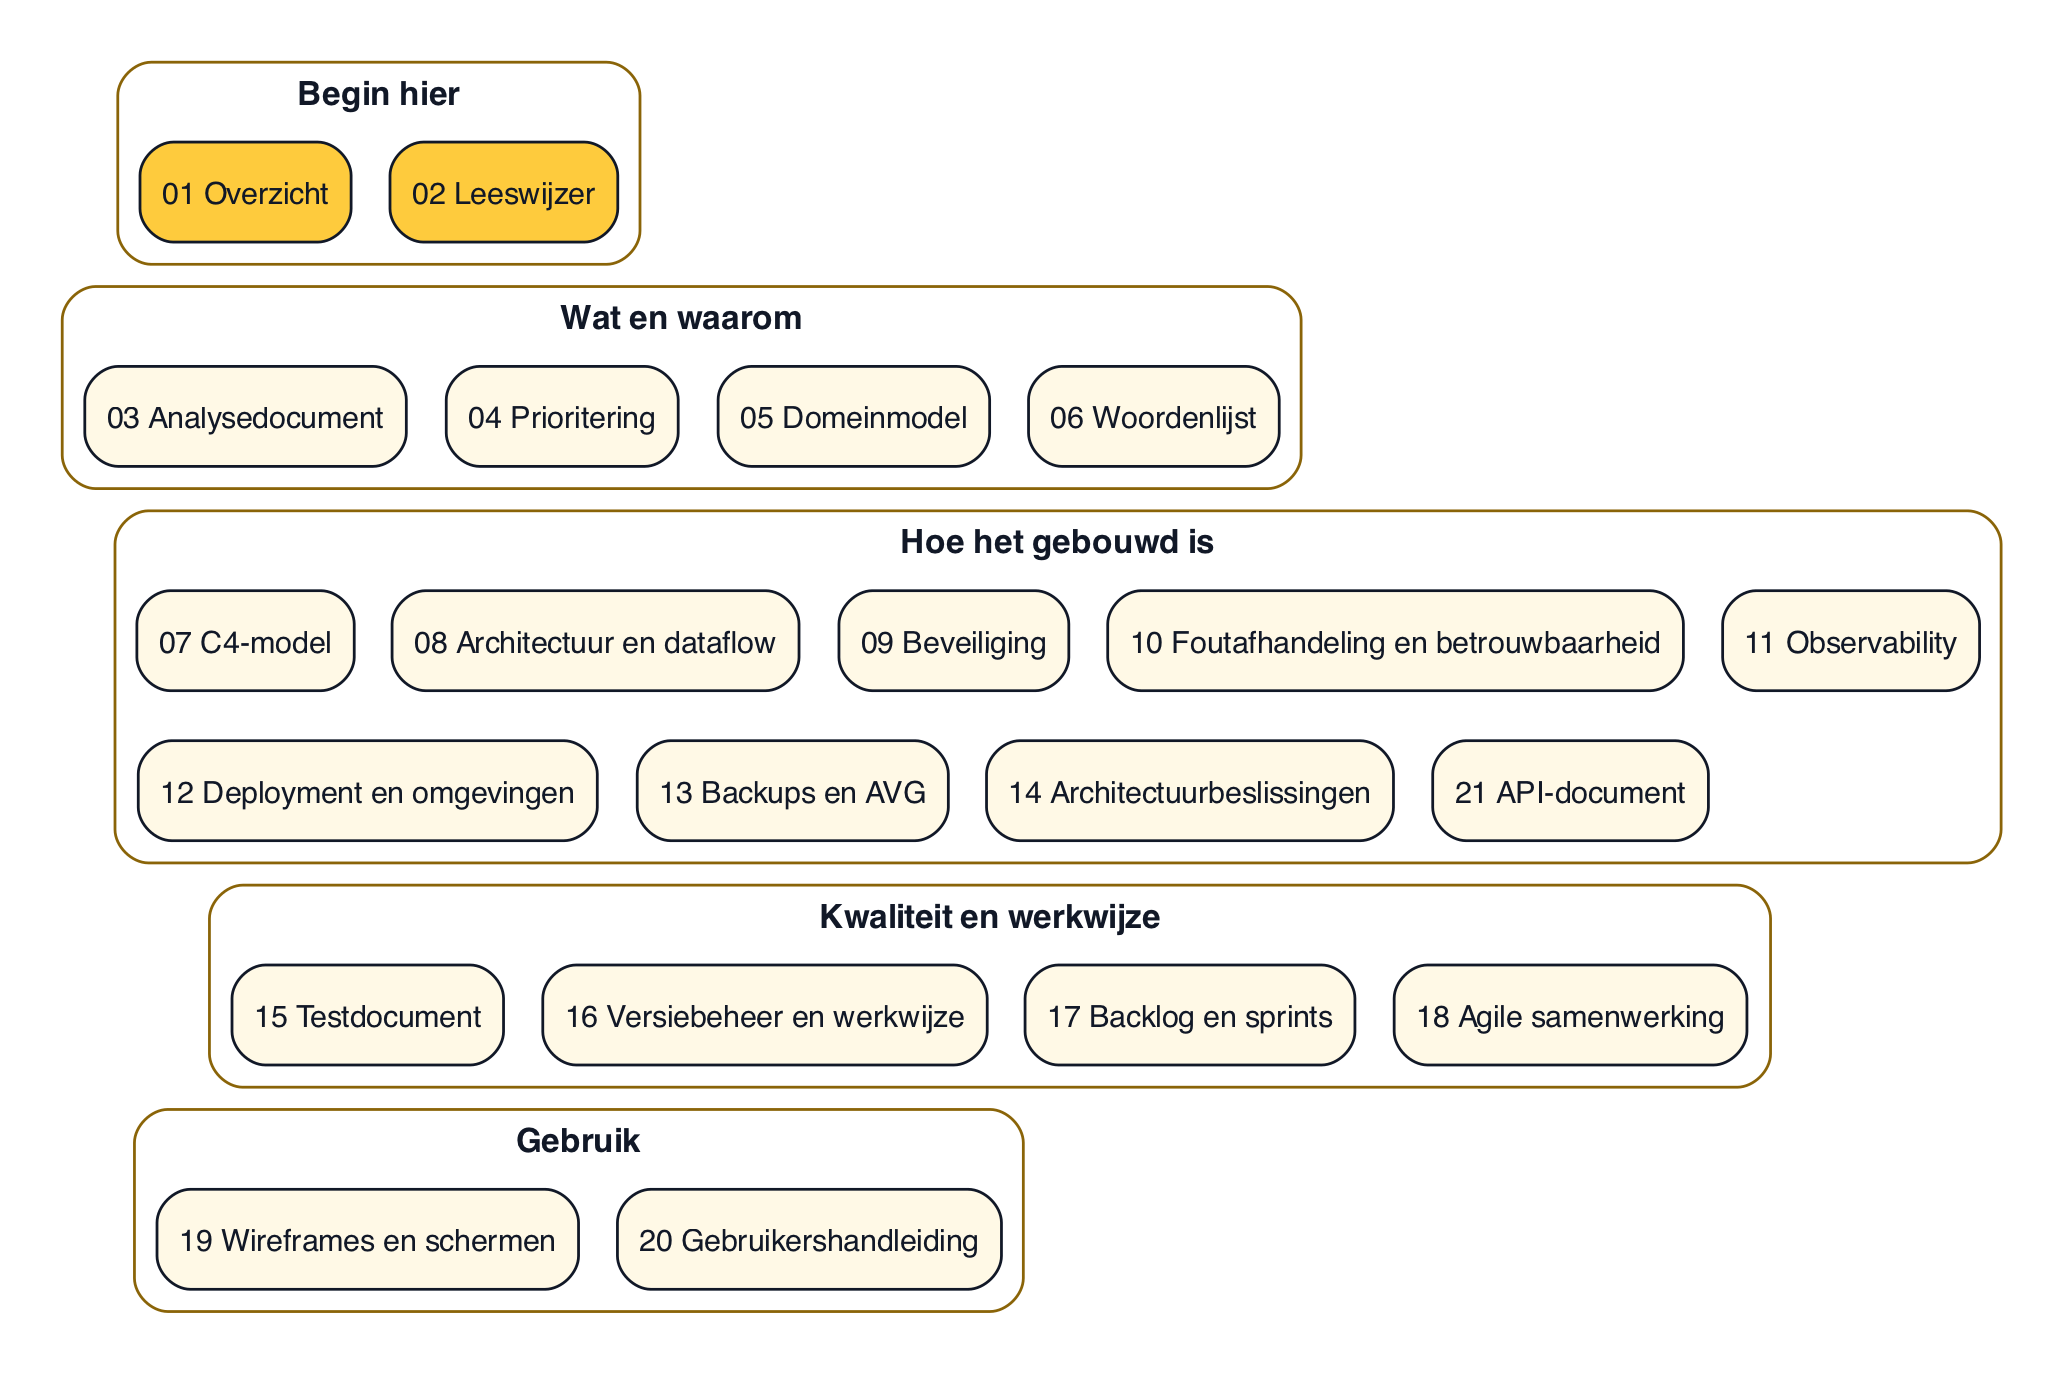 Begin hier
01 Overzicht
02 Leeswijzer
Wat en waarom
03 Analysedocument
04 Prioritering
05 Domeinmodel
06 Woordenlijst
Hoe het gebouwd is
07 C4-model
08 Architectuur en dataflow
09 Beveiliging
10 Foutafhandeling en betrouwbaarheid
11 Observability
12 Deployment en omgevingen
13 Backups en AVG
14 Architectuurbeslissingen
21 API-document
Kwaliteit en werkwijze
15 Testdocument
16 Versiebeheer en werkwijze
17 Backlog en sprints
18 Agile samenwerking
Gebruik
19 Wireframes en schermen
20 Gebruikershandleiding